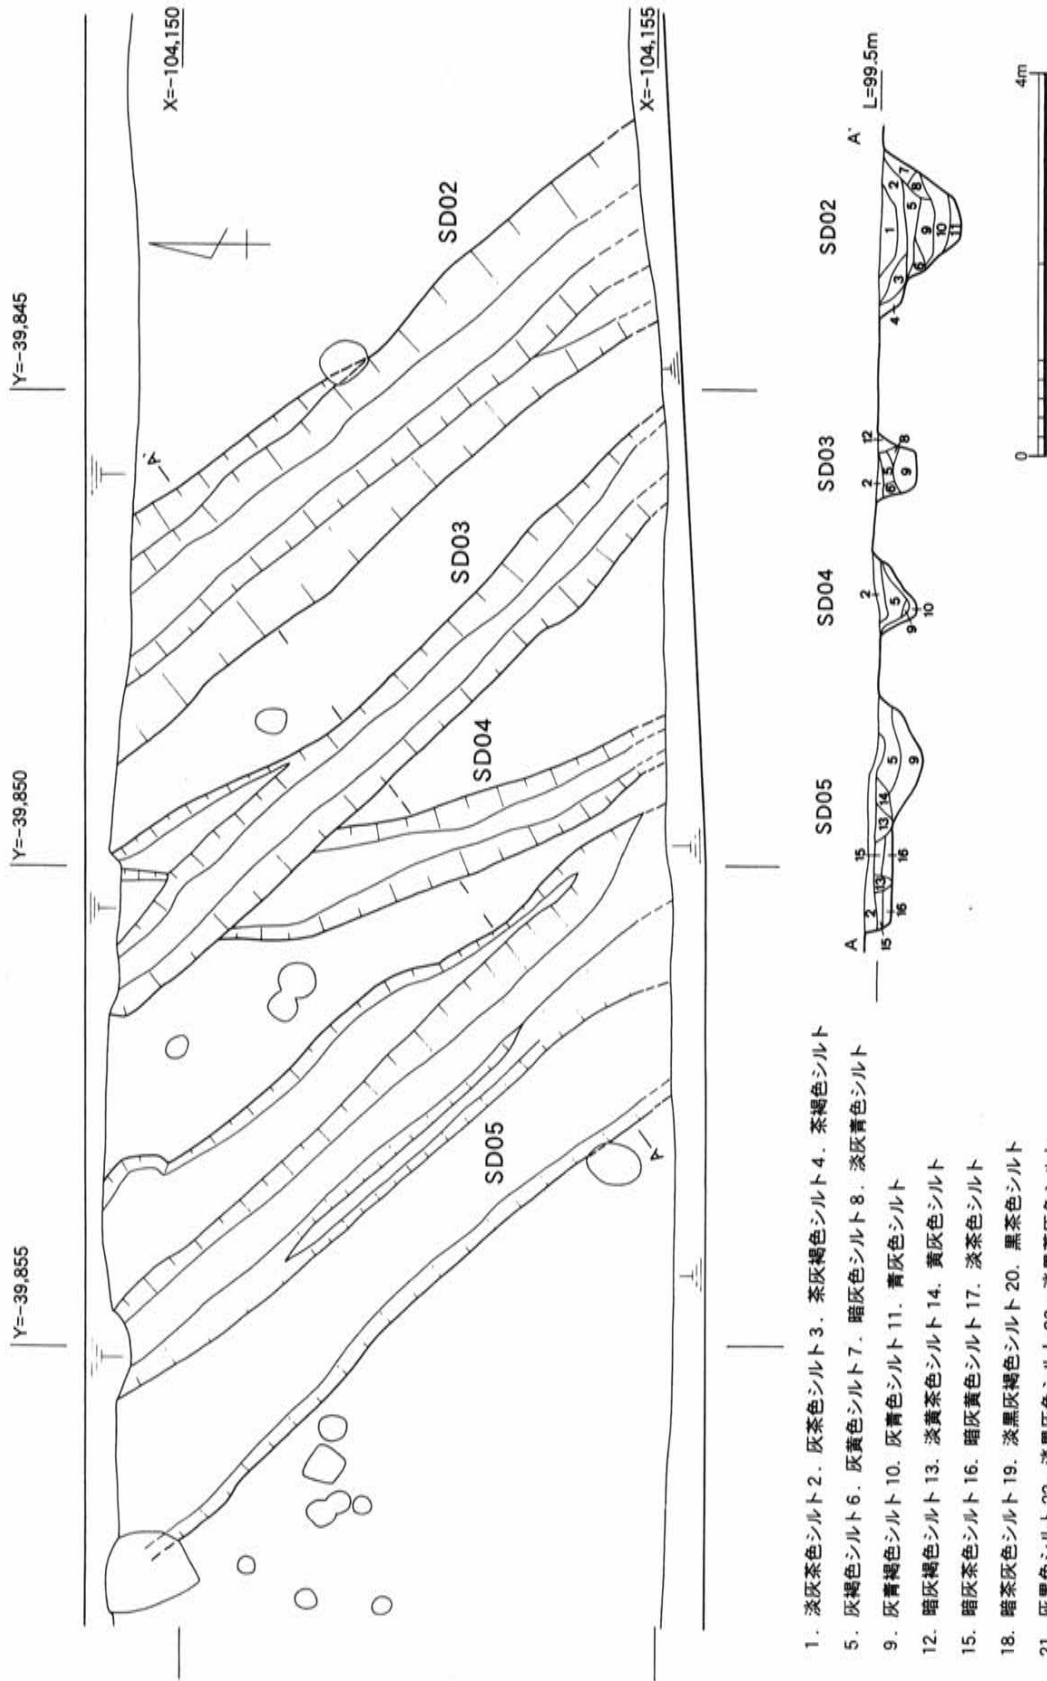 Y=-39,855
Y=-39,850
Y=-39,845
X=-104,150
X=-104,155
SD02
SD03
SD04
SD05
A
A'
SD05
SD04
SD03
SD02
A
A'
L=99.5m
15
2
15
13
16
15
16
13
14
5
9
2
5
9
10
2
6
5
9
12
8
4
3
1
2
7
8
5
6
9
10
11
0
4m
1. 淡灰茶色シルト 2. 灰茶色シルト 3. 茶灰褐色シルト 4. 茶褐色シルト
5. 灰褐色シルト 6. 灰黄色シルト 7. 暗灰色シルト 8. 淡灰青色シルト
9. 灰青褐色シルト 10. 灰青色シルト 11. 青灰色シルト
12. 暗灰褐色シルト 13. 淡黄茶色シルト 14. 黄灰色シルト
15. 暗灰茶色シルト 16. 暗灰黄色シルト 17. 淡茶色シルト
18. 暗茶灰色シルト 19. 淡黒灰褐色シルト 20. 黒茶色シルト
21. 灰黒色シルト 22.